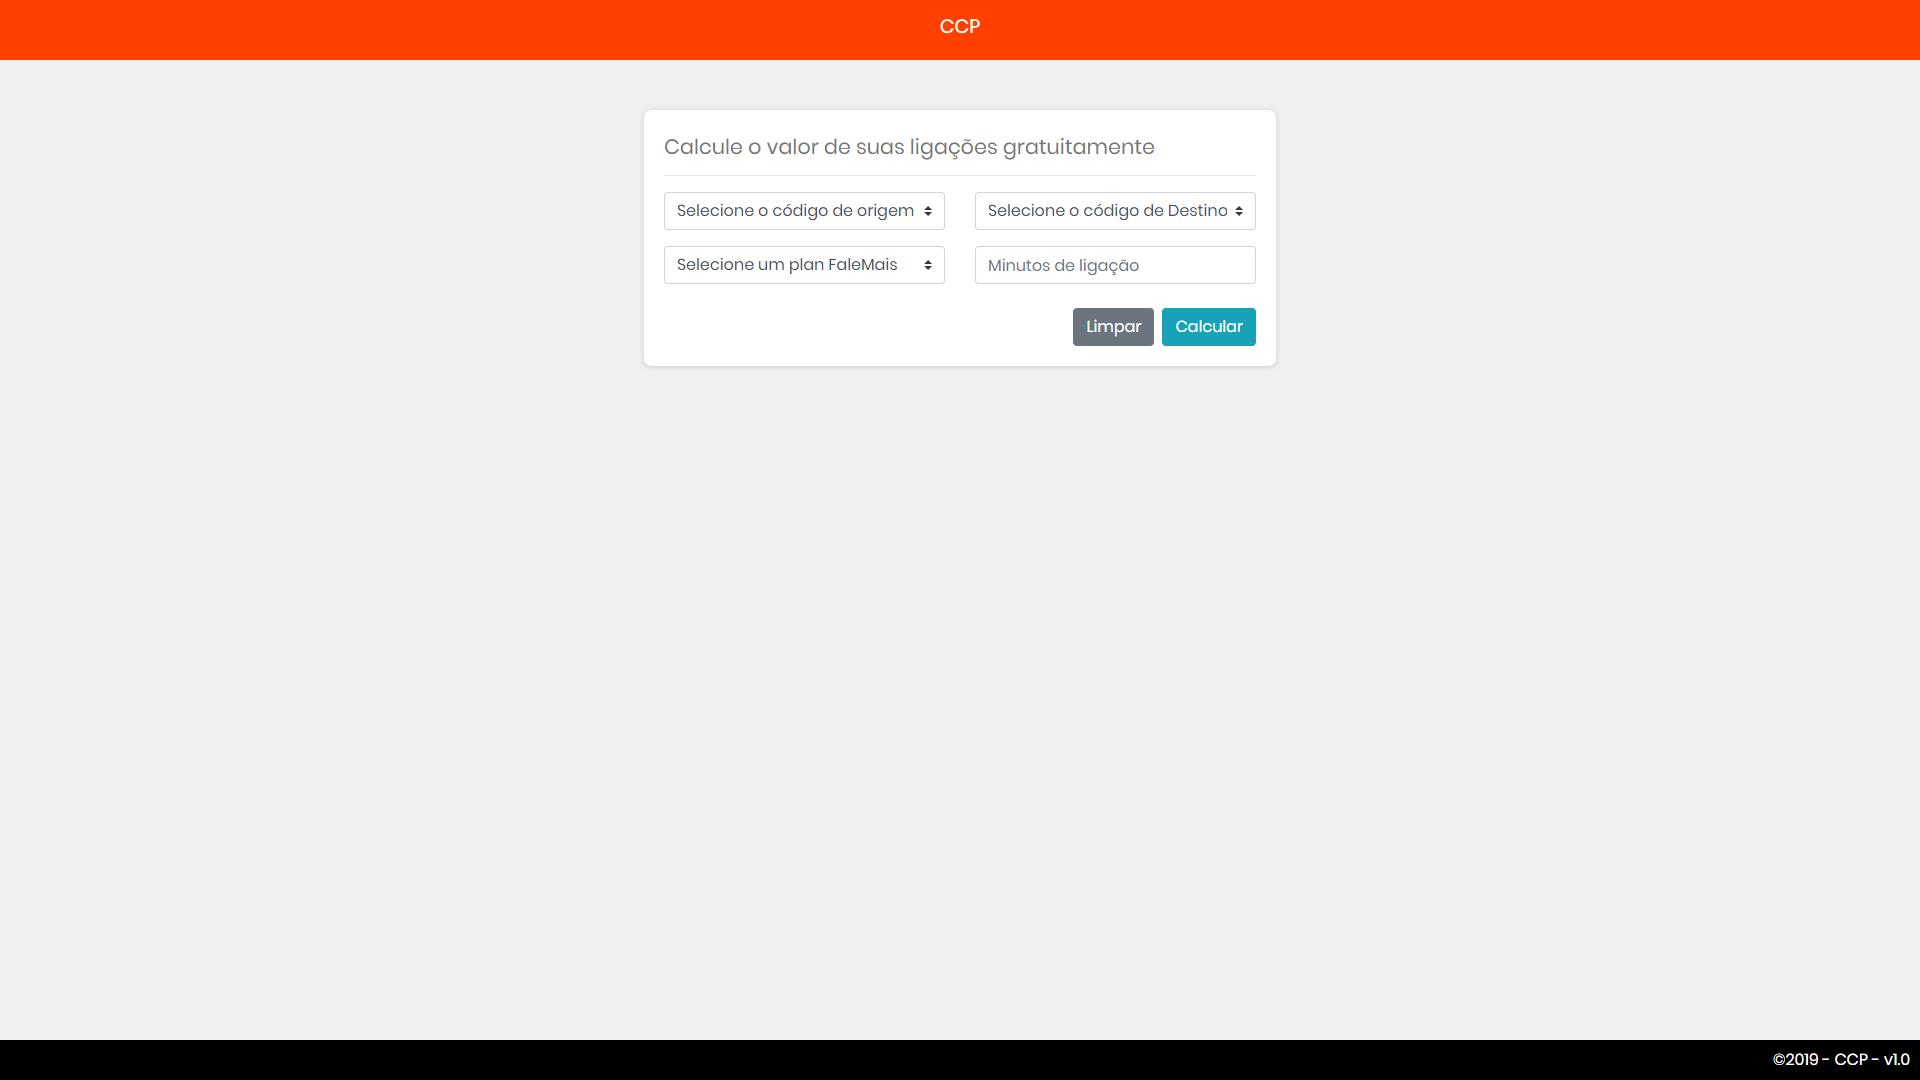 CCP
Calcule o valor de suas ligações gratuitamente
Selecione o código de origem
Selecione o código de Destino
Selecione um plan FaleMais
Minutos de ligação
Limpar
Calcular
©2019 - CCP - v1.0